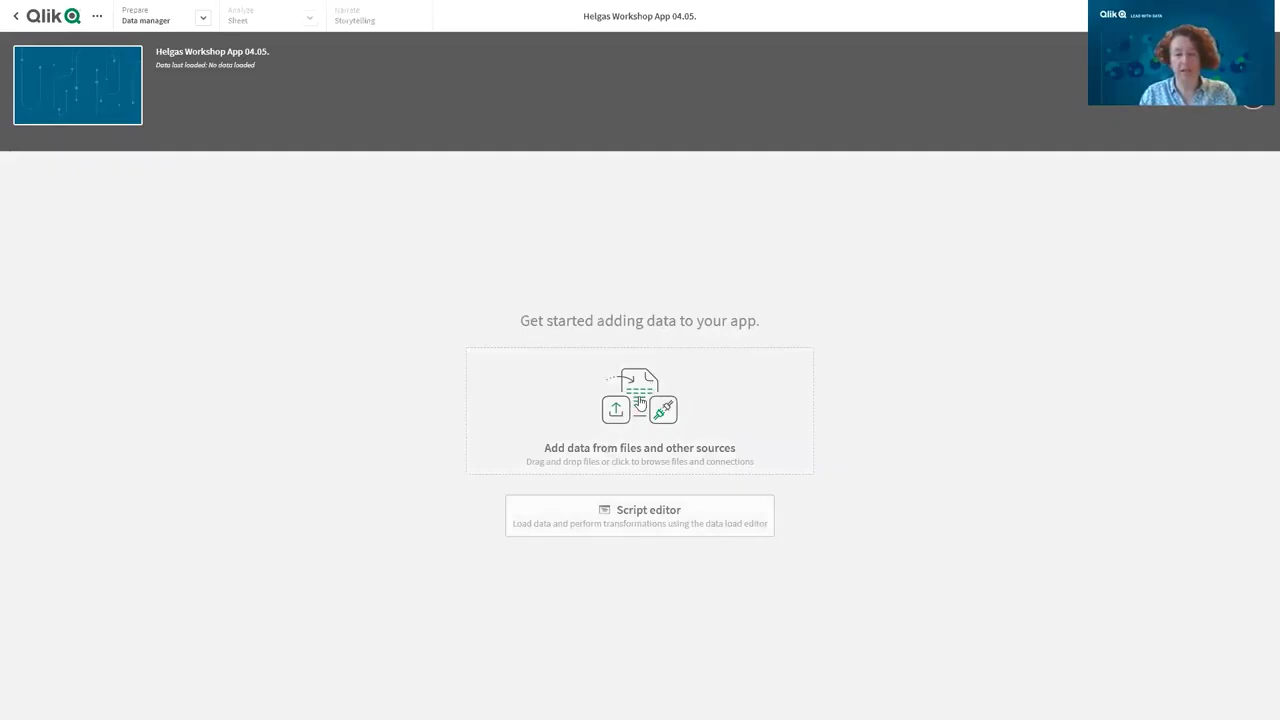 Qlik
Prepare
Data manager
Analyze
Sheet
Narrate
Storytelling
Helgas Workshop App 04.05.
Qlik LEAD WITH DATA
Helgas Workshop App 04.05.
Data last loaded: No data loaded
Get started adding data to your app.
Add data from files and other sources
Drag and drop files or click to browse files and connections
Script editor
Load data and perform transformations using the data load editor